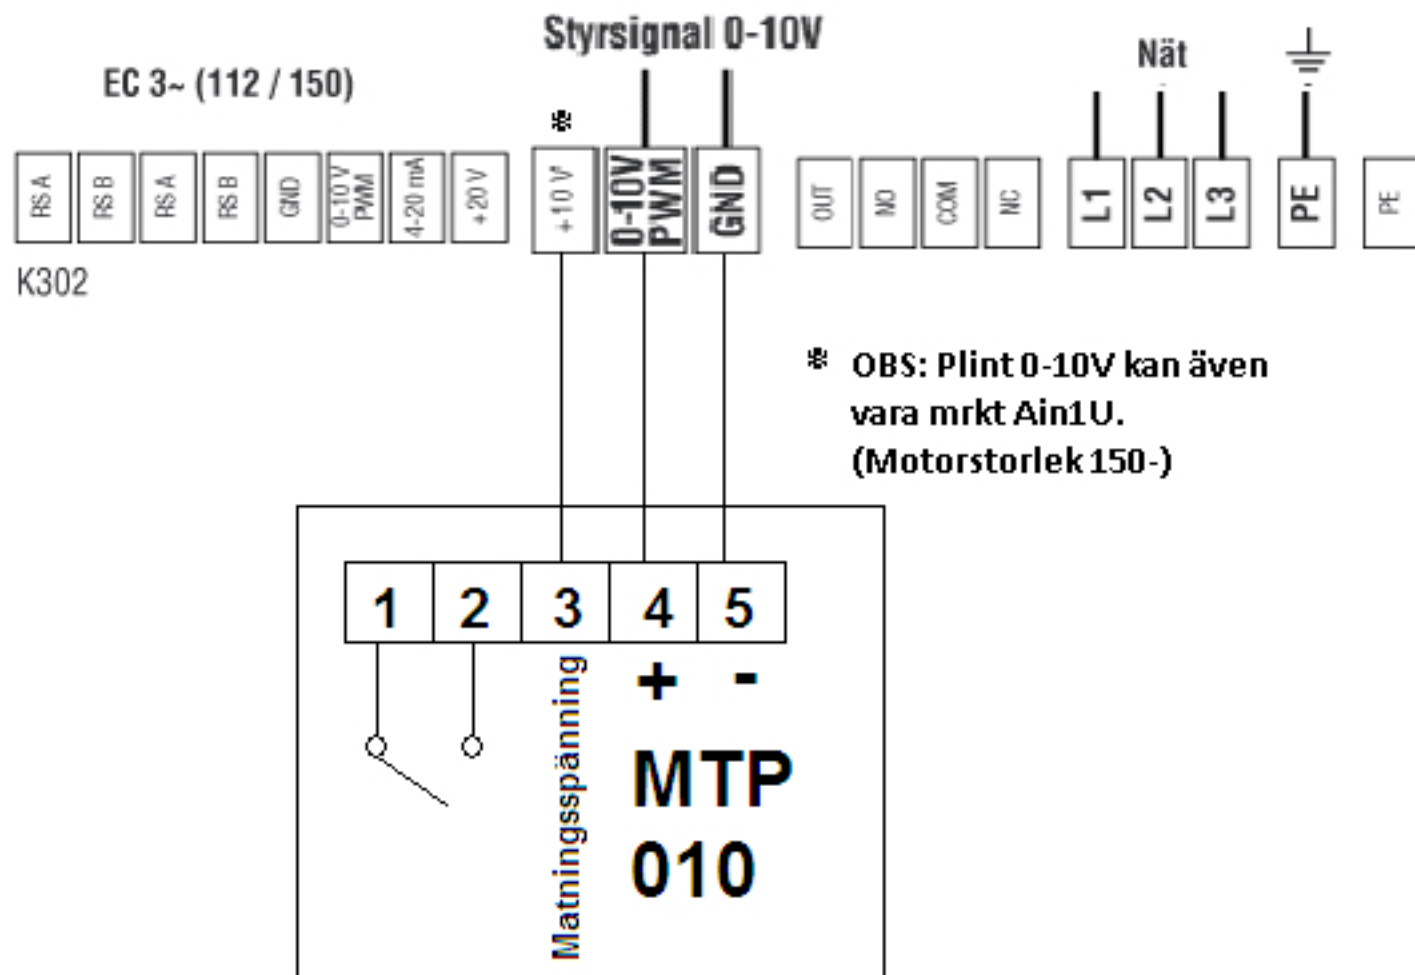 Styrsignal 0-10V
EC 3~ (112 / 150)
Nät
*
RS A
RS B
RS A
RS B
GND
0-10 V
PWM
4-20 mA
+20 V
+10 V
0-10V
PWM
GND
OUT
NO
COM
NC
L1
L2
L3
PE
PE
K302
* OBS: Plint 0-10V kan även
vara mrkt Ain1U.
(Motorstorlek 150-)
1 2 3 4 5
Matningsspänning
+ -
MTP
010